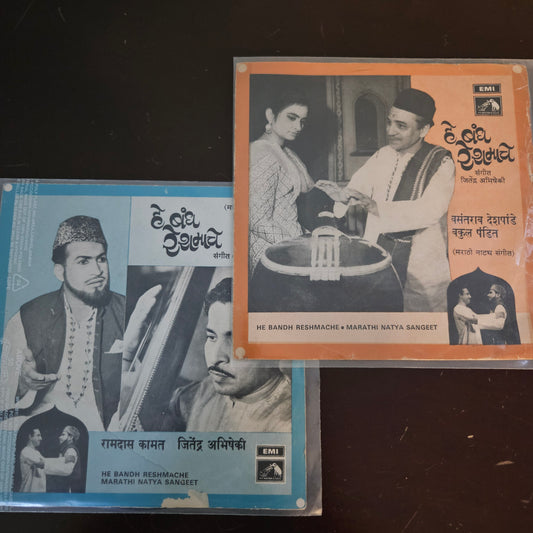 EMI
हे बंध
रेशमाचे
संगीत
जितेंद्र अभिषेकी
वसंतराव देशपांडे
बकुल पंडित
(मराठी नाट्य संगीत)
HE BANDH RESHMACHE • MARATHI NATYA SANGEET
हे बंध
रेशमाचे
संगीत
रामदास कामत जितेंद्र अभिषेकी
EMI
HE BANDH RESHMACHE
MARATHI NATYA SANGEET